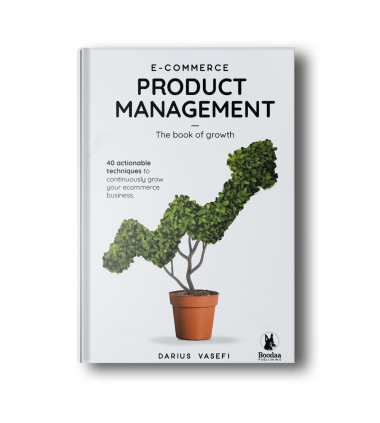 E-COMMERCE
PRODUCT
MANAGEMENT
The book of growth
40 actionable
techniques to
continuously grow
your ecommerce
business.
DARIUS VASEFI
Boodaa
PUBLISHING